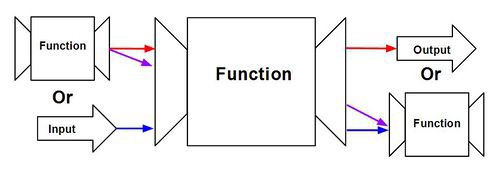 Function
Or
Input
Function
Output
Or
Function